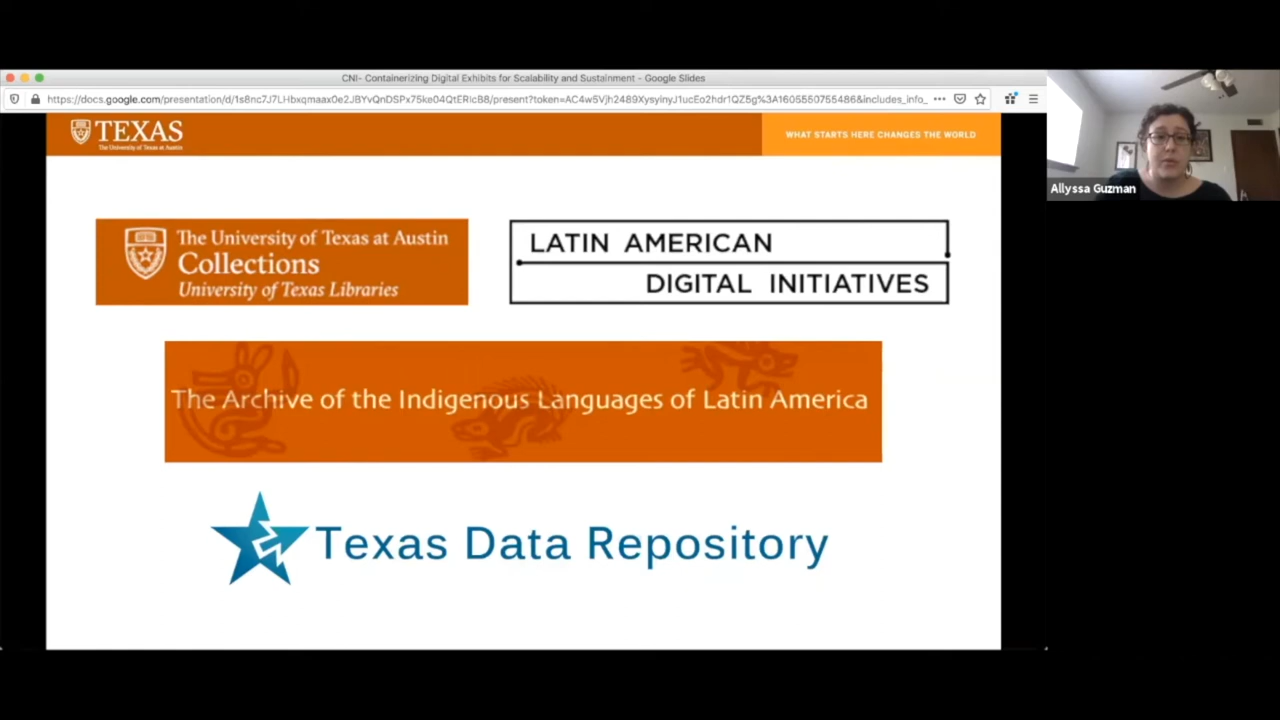 CNI- Containerizing Digital Exhibits for Scalability and Sustainment - Google Slides
TEXAS
The University of Texas at Austin
WHAT STARTS HERE CHANGES THE WORLD
Allyssa Guzman
The University of Texas at Austin
Collections
University of Texas Libraries
LATIN AMERICAN
DIGITAL INITIATIVES
The Archive of the Indigenous Languages of Latin America
Texas Data Repository